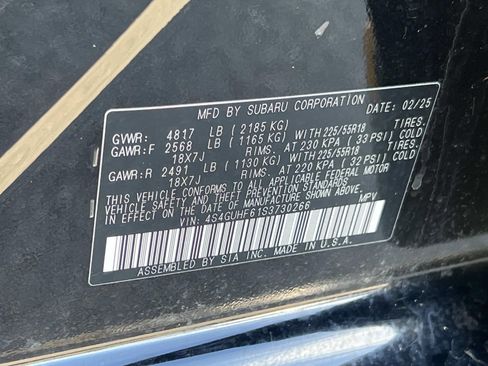 MFD BY SUBARU CORPORATION DATE: 02/25
GVWR: 4817 LB ( 2185 KG)
GAWR:F 2568 LB ( 1165 KG) WITH 225/55R18 TIRES,
18X7J RIMS, AT 230 KPA ( 33 PSI) COLD
GAWR:R 2491 LB ( 1130 KG) WITH 225/55R18 TIRES,
18X7J RIMS, AT 220 KPA ( 32 PSI) COLD
THIS VEHICLE CONFORMS TO ALL APPLICABLE FEDERAL MOTOR
VEHICLE SAFETY AND THEFT PREVENTION STANDARDS
IN EFFECT ON THE DATE OF MANUFACTURE SHOWN ABOVE.
VIN: 4S4GUHF61S3730266 MPV
ASSEMBLED BY SIA INC. MADE IN U.S.A.